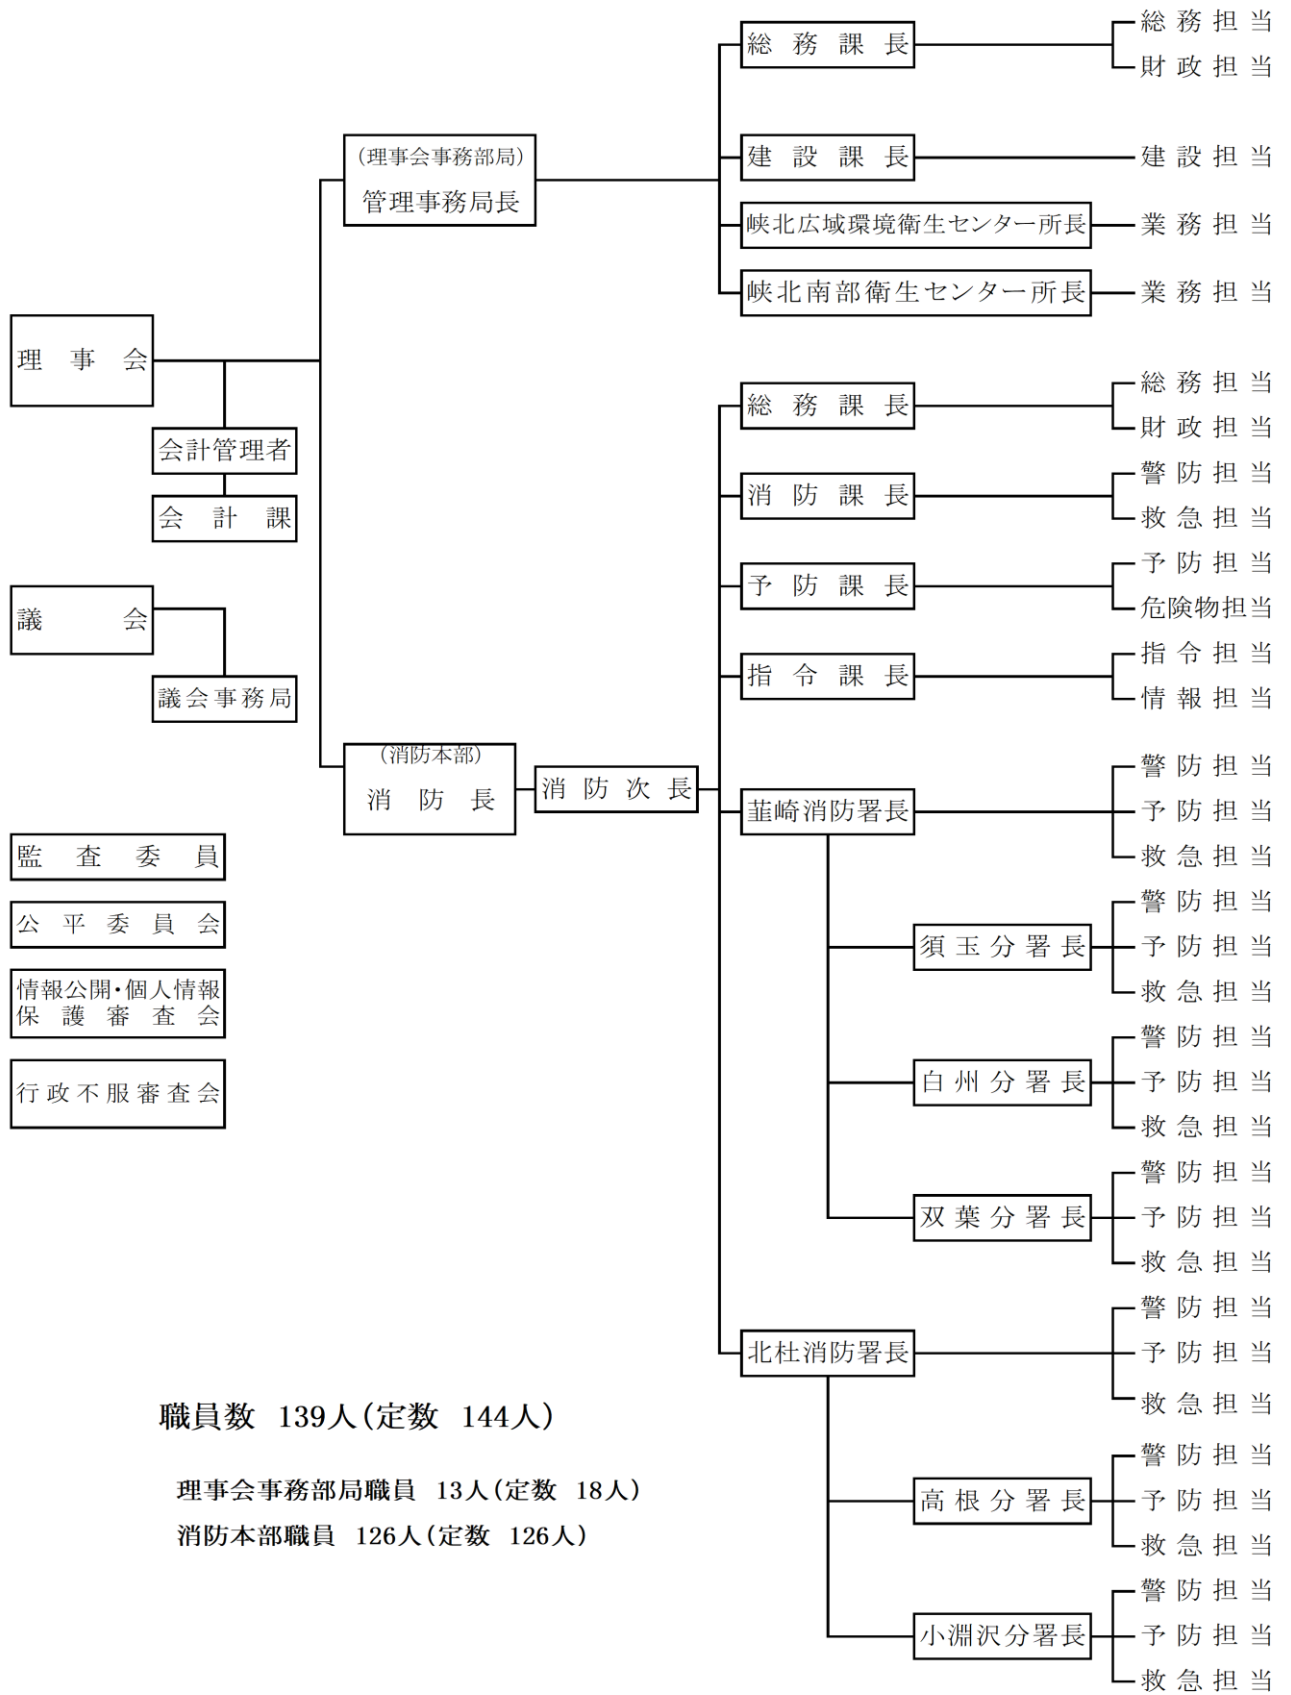 総務課長
総務担当
財政担当
(理事会事務部局)
管理事務局長
建設課長
建設担当
峡北広域環境衛生センター所長
業務担当
峡北南部衛生センター所長
業務担当
理事会
会計管理者
会計課
議会
議会事務局
(消防本部)
消防長
消防次長
総務課長
総務担当
財政担当
消防課長
警防担当
救急担当
予防課長
予防担当
危険物担当
指令課長
指令担当
情報担当
韮崎消防署長
警防担当
予防担当
救急担当
須玉分署長
警防担当
予防担当
救急担当
白州分署長
警防担当
予防担当
救急担当
双葉分署長
警防担当
予防担当
救急担当
北杜消防署長
警防担当
予防担当
救急担当
高根分署長
警防担当
予防担当
救急担当
小淵沢分署長
警防担当
予防担当
救急担当
監査委員
公平委員会
情報公開・個人情報
保護審査会
行政不服審査会
職員数 139人(定数 144人)
理事会事務部局職員 13人(定数 18人)
消防本部職員 126人(定数 126人)